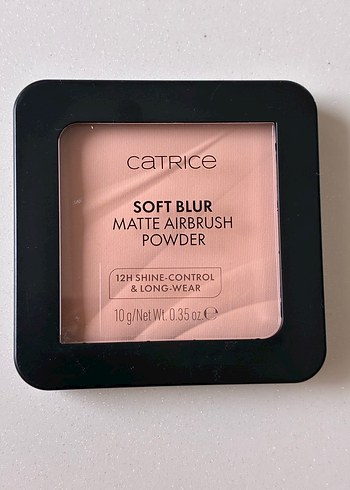 CATRICE
SOFT BLUR
MATTE AIRBRUSH
POWDER
12H SHINE-CONTROL
& LONG-WEAR
10 g/Net Wt. 0.35 oz. ℮